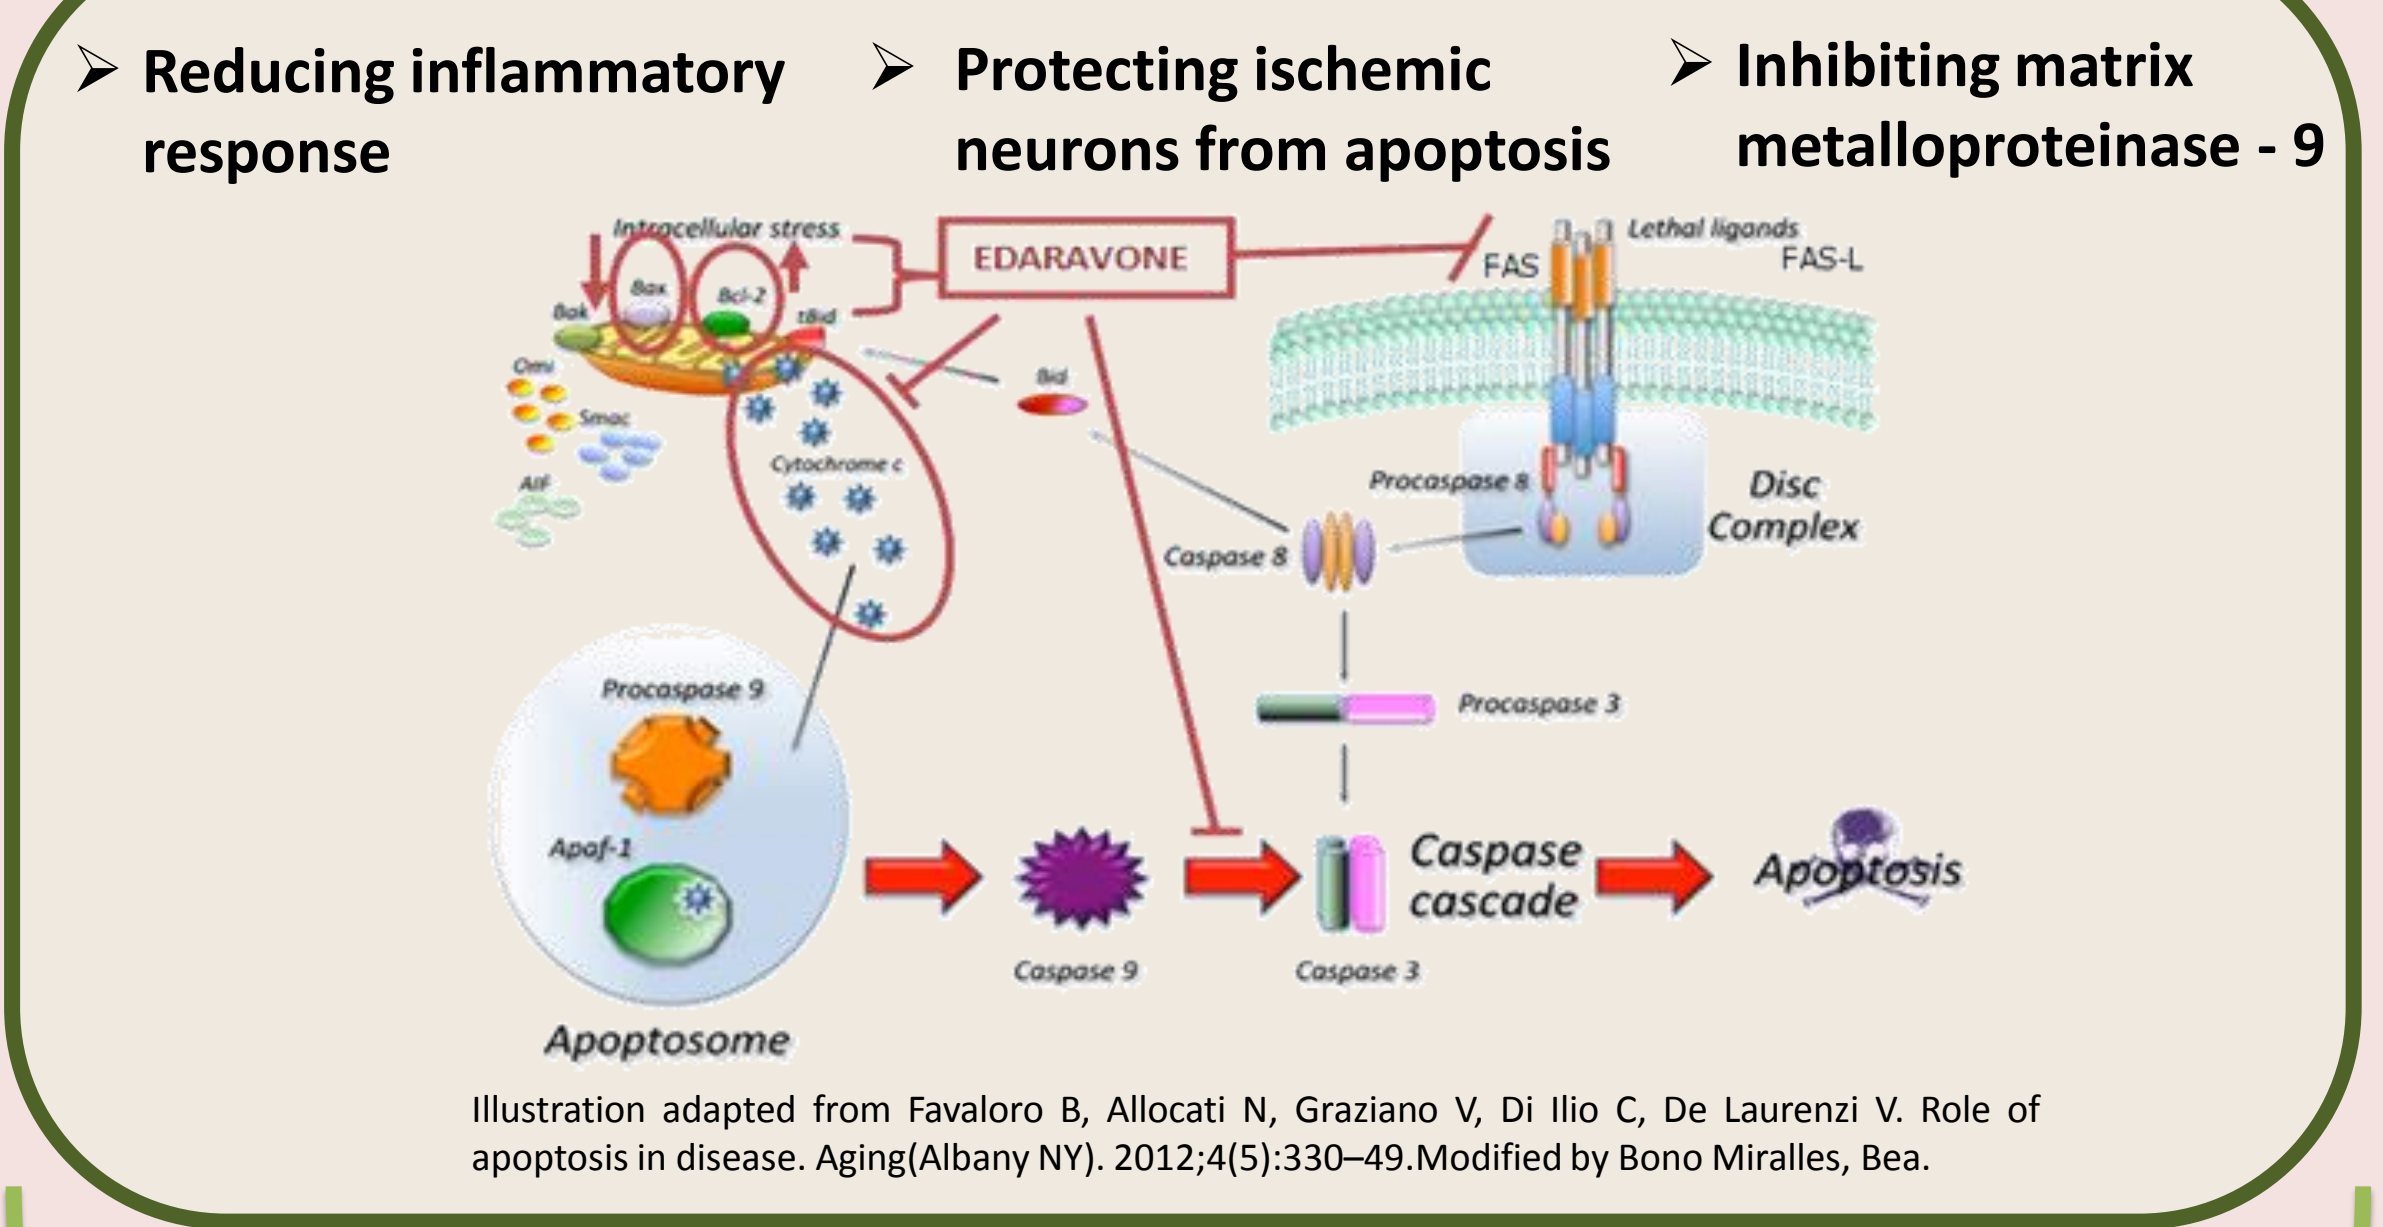 ➢ Reducing inflammatory
response
➢ Protecting ischemic
neurons from apoptosis
➢ Inhibiting matrix
metalloproteinase - 9
Intracellular stress
EDARAVONE
Lethal ligands
FAS
FAS-L
Bax
Bcl-2
Bak
tBid
Omi
Bid
Smac
Cytochrome c
AIF
Procaspase 8
Disc
Complex
Caspase 8
Procaspase 9
Procaspase 3
Apaf-1
Caspase
cascade
Apoptosis
Caspase 9
Caspase 3
Apoptosome
Illustration adapted from Favaloro B, Allocati N, Graziano V, Di Ilio C, De Laurenzi V. Role of
apoptosis in disease. Aging(Albany NY). 2012;4(5):330–49.Modified by Bono Miralles, Bea.